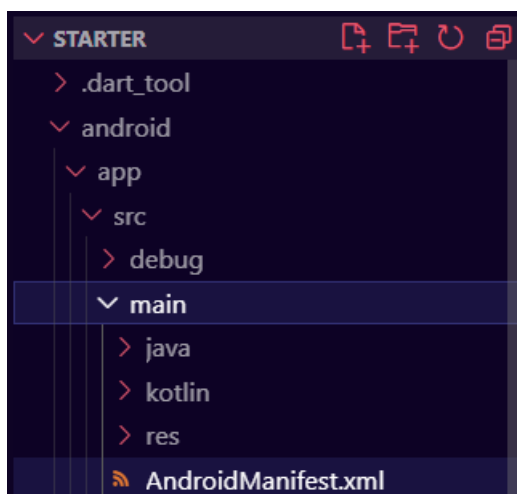 STARTER
.dart_tool
android
app
src
debug
main
java
kotlin
res
AndroidManifest.xml